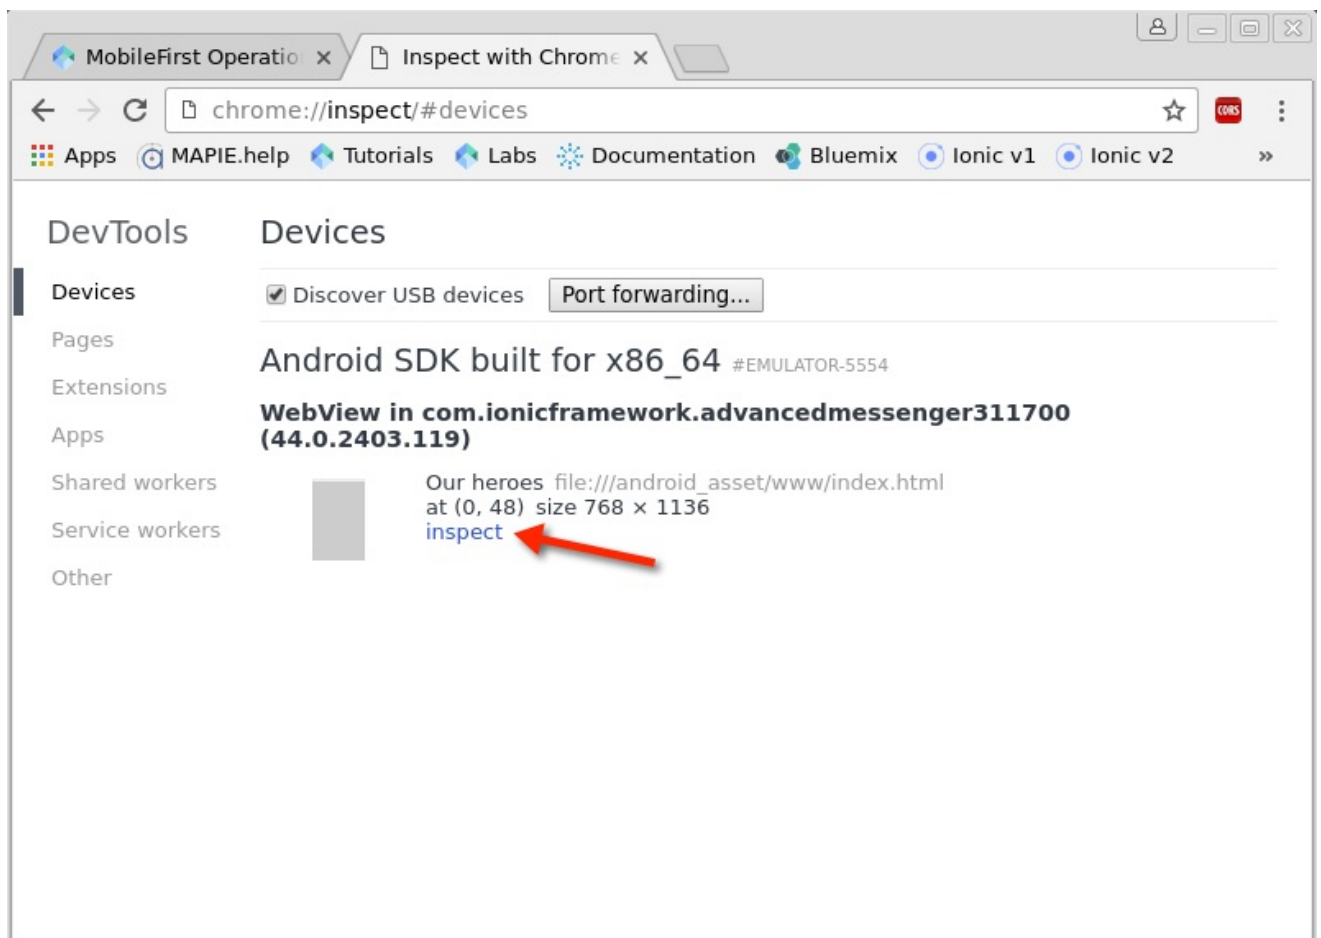 MobileFirst Operatio
Inspect with Chrome
chrome://inspect/#devices
CORS
Apps MAPIE.help Tutorials Labs Documentation Bluemix Ionic v1 Ionic v2 »
DevTools
Devices
Devices
Discover USB devices Port forwarding...
Pages
Extensions
Apps
Shared workers
Service workers
Other
Android SDK built for x86_64 #EMULATOR-5554
WebView in com.ionicframework.advancedmessenger311700
(44.0.2403.119)
Our heroes file:///android_asset/www/index.html
at (0, 48) size 768 × 1136
inspect